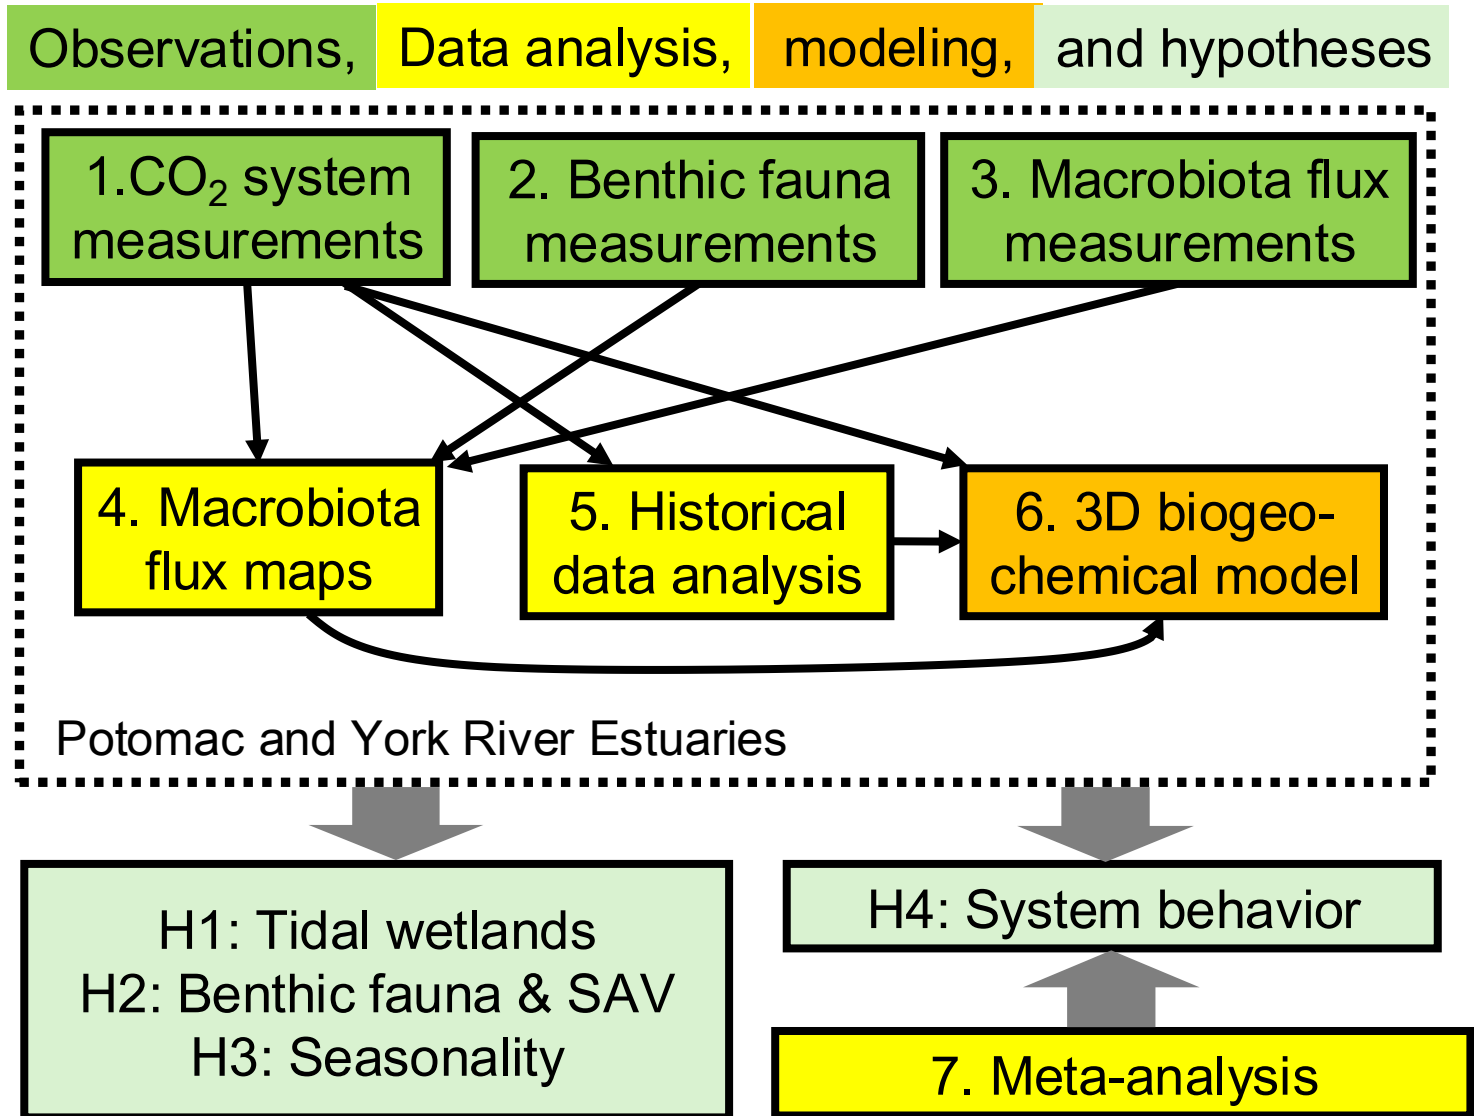 Observations, Data analysis, modeling, and hypotheses
1.CO₂ system
measurements
2. Benthic fauna
measurements
3. Macrobiota flux
measurements
4. Macrobiota
flux maps
5. Historical
data analysis
6. 3D biogeo-
chemical model
Potomac and York River Estuaries
H1: Tidal wetlands
H2: Benthic fauna & SAV
H3: Seasonality
H4: System behavior
7. Meta-analysis